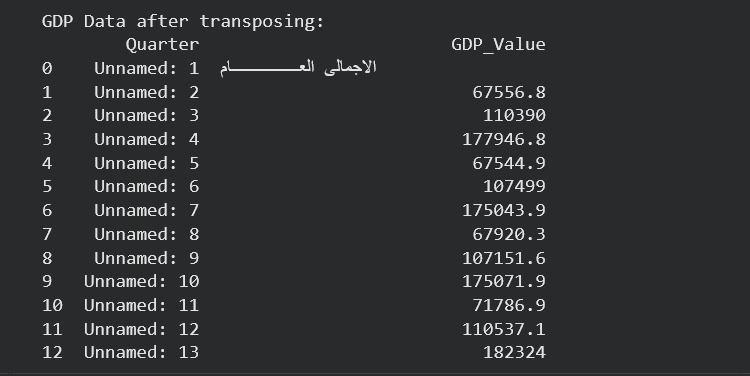 GDP Data after transposing:
Quarter GDP_Value
0 Unnamed: 1 الاجمالى العـــــــــام
1 Unnamed: 2 67556.8
2 Unnamed: 3 110390
3 Unnamed: 4 177946.8
4 Unnamed: 5 67544.9
5 Unnamed: 6 107499
6 Unnamed: 7 175043.9
7 Unnamed: 8 67920.3
8 Unnamed: 9 107151.6
9 Unnamed: 10 175071.9
10 Unnamed: 11 71786.9
11 Unnamed: 12 110537.1
12 Unnamed: 13 182324